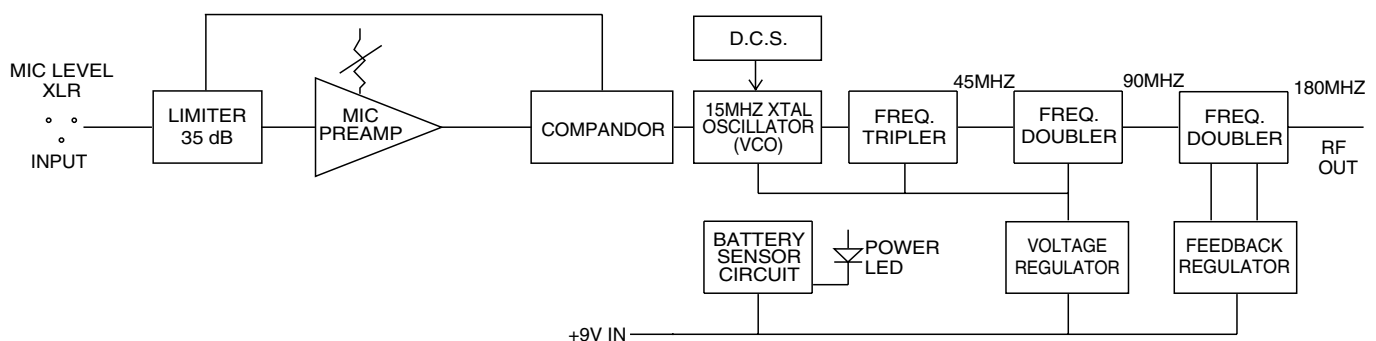 D.C.S.
MIC LEVEL
XLR
INPUT
LIMITER
35 dB
MIC
PREAMP
COMPANDOR
15MHZ XTAL
OSCILLATOR
(VCO)
FREQ.
TRIPLER
45MHZ
FREQ.
DOUBLER
90MHZ
FREQ.
DOUBLER
180MHZ
RF
OUT
BATTERY
SENSOR
CIRCUIT
POWER
LED
VOLTAGE
REGULATOR
FEEDBACK
REGULATOR
+9V IN